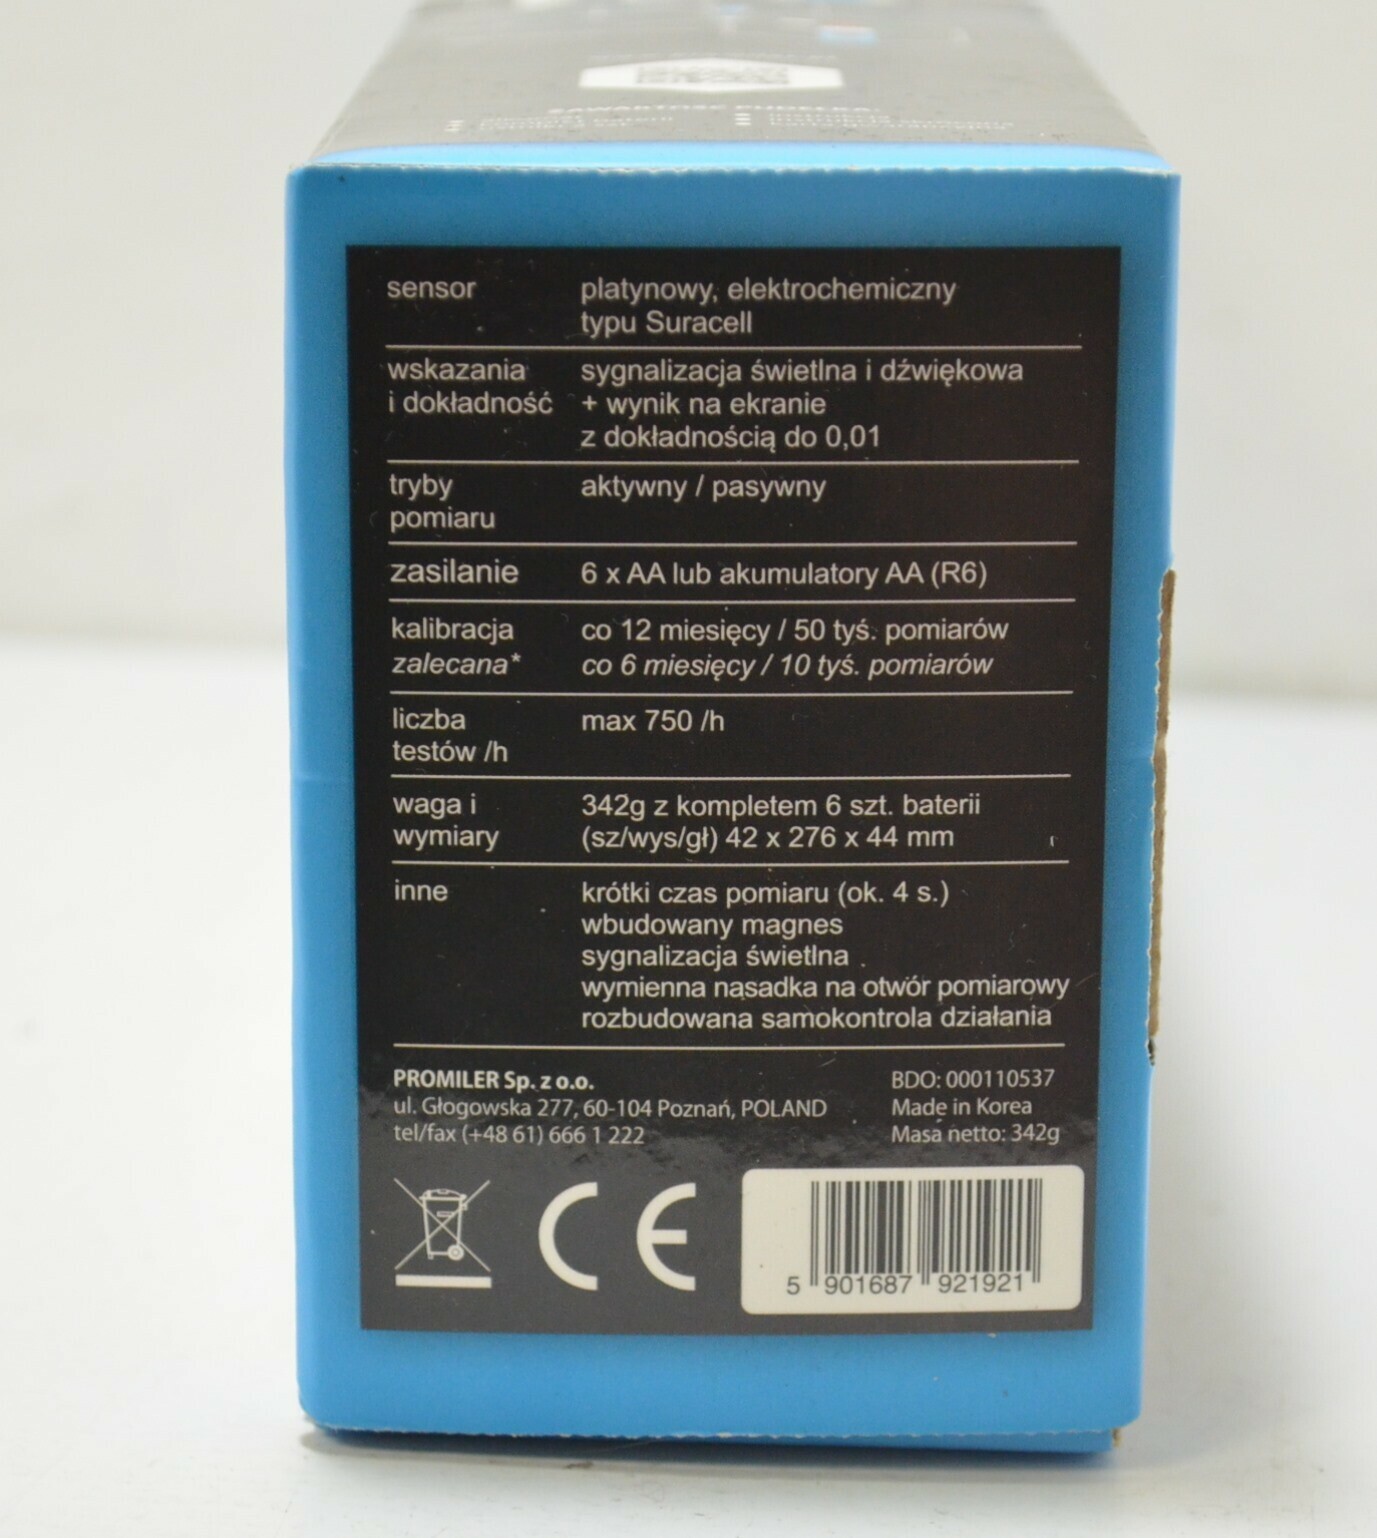 ZAWARTOŚĆ PUDEŁKA:
sensor platynowy, elektrochemiczny
typu Suracell
wskazania sygnalizacja świetlna i dźwiękowa
i dokładność + wynik na ekranie
z dokładnością do 0,01
tryby aktywny / pasywny
pomiaru
zasilanie 6 x AA lub akumulatory AA (R6)
kalibracja co 12 miesięcy / 50 tyś. pomiarów
zalecana* co 6 miesięcy / 10 tyś. pomiarów
liczba max 750 /h
testów /h
waga i 342g z kompletem 6 szt. baterii
wymiary (sz/wys/gł) 42 x 276 x 44 mm
inne krótki czas pomiaru (ok. 4 s.)
wbudowany magnes
sygnalizacja świetlna
wymienna nasadka na otwór pomiarowy
rozbudowana samokontrola działania
PROMILER Sp. z o.o. BDO: 000110537
ul. Głogowska 277, 60-104 Poznań, POLAND Made in Korea
tel/fax (+48 61) 666 1 222 Masa netto: 342g
CE
5 901687 921921